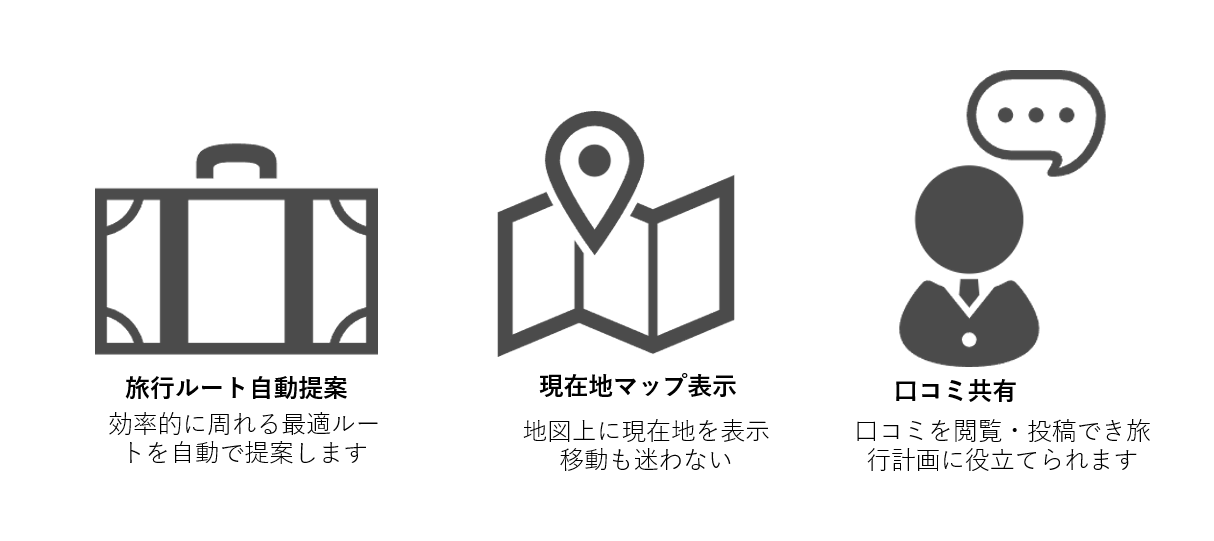 旅行ルート自動提案
効率的に周れる最適ルー
トを自動で提案します
現在地マップ表示
地図上に現在地を表示
移動も迷わない
口コミ共有
口コミを閲覧・投稿でき旅
行計画に役立てられます